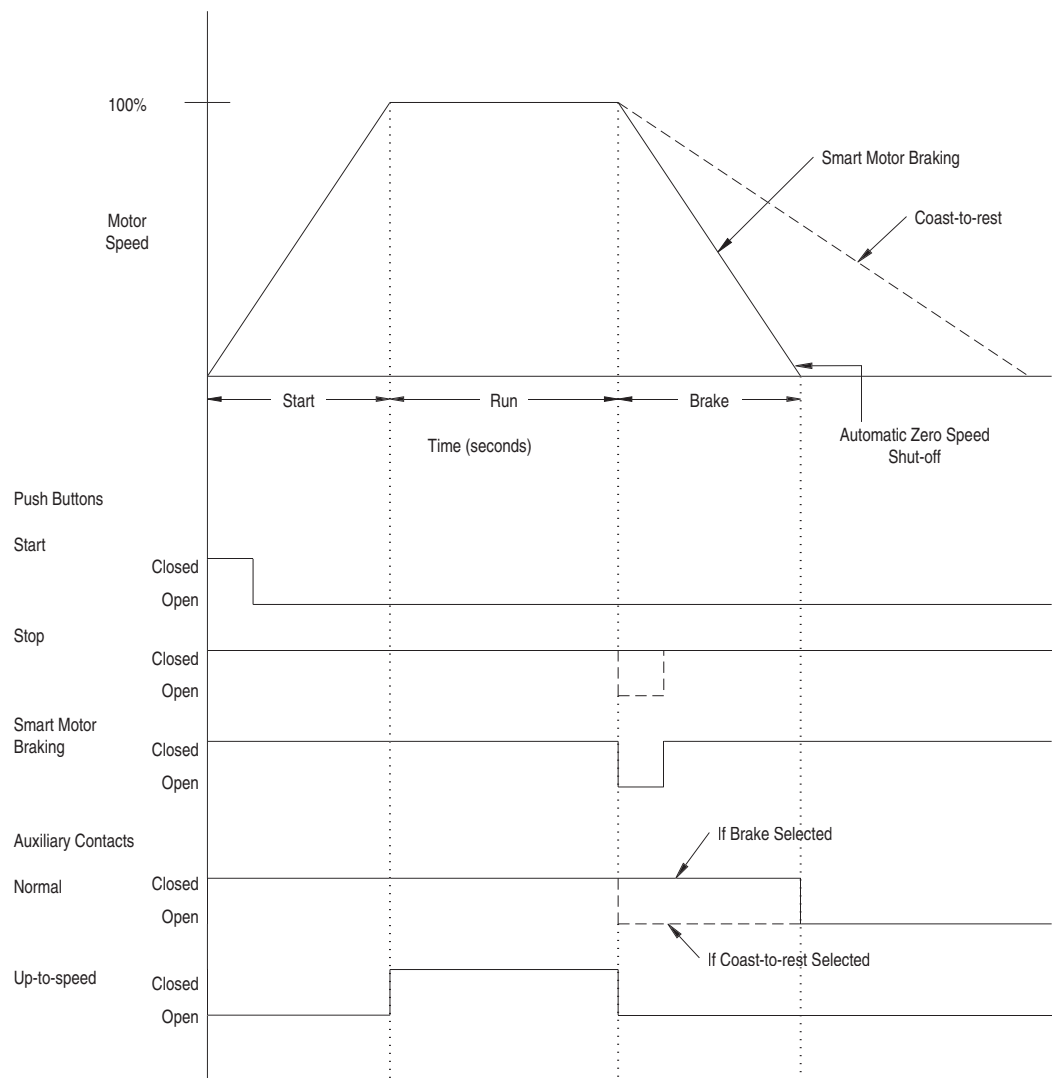 100%
Smart Motor Braking
Motor
Speed
Coast-to-rest
Start
Run
Brake
Time (seconds)
Automatic Zero Speed
Shut-off
Push Buttons
Start
Closed
Open
Stop
Closed
Open
Smart Motor
Braking
Closed
Open
Auxiliary Contacts
If Brake Selected
Normal
Closed
Open
If Coast-to-rest Selected
Up-to-speed
Closed
Open